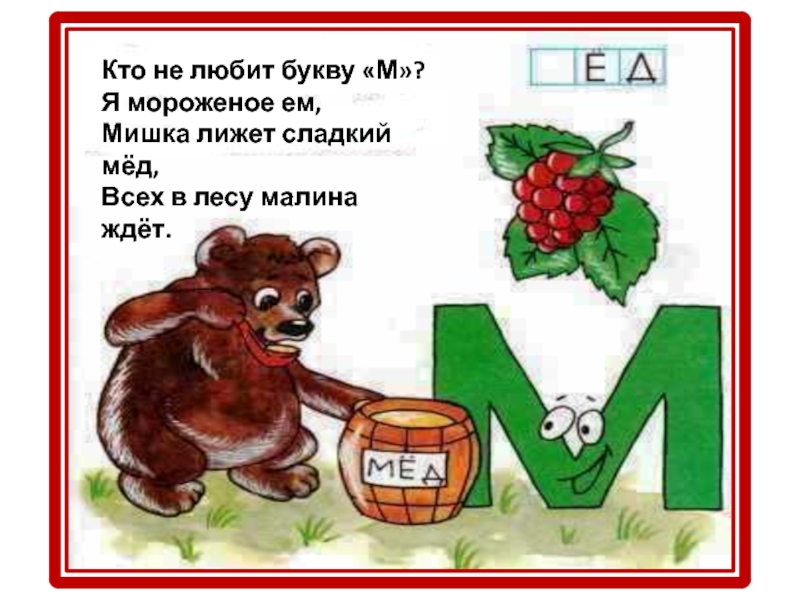 Кто не любит букву «М»?
Я мороженое ем,
Мишка лижет сладкий
мёд,
Всех в лесу малина
ждёт.
ЁД
МЁД
М